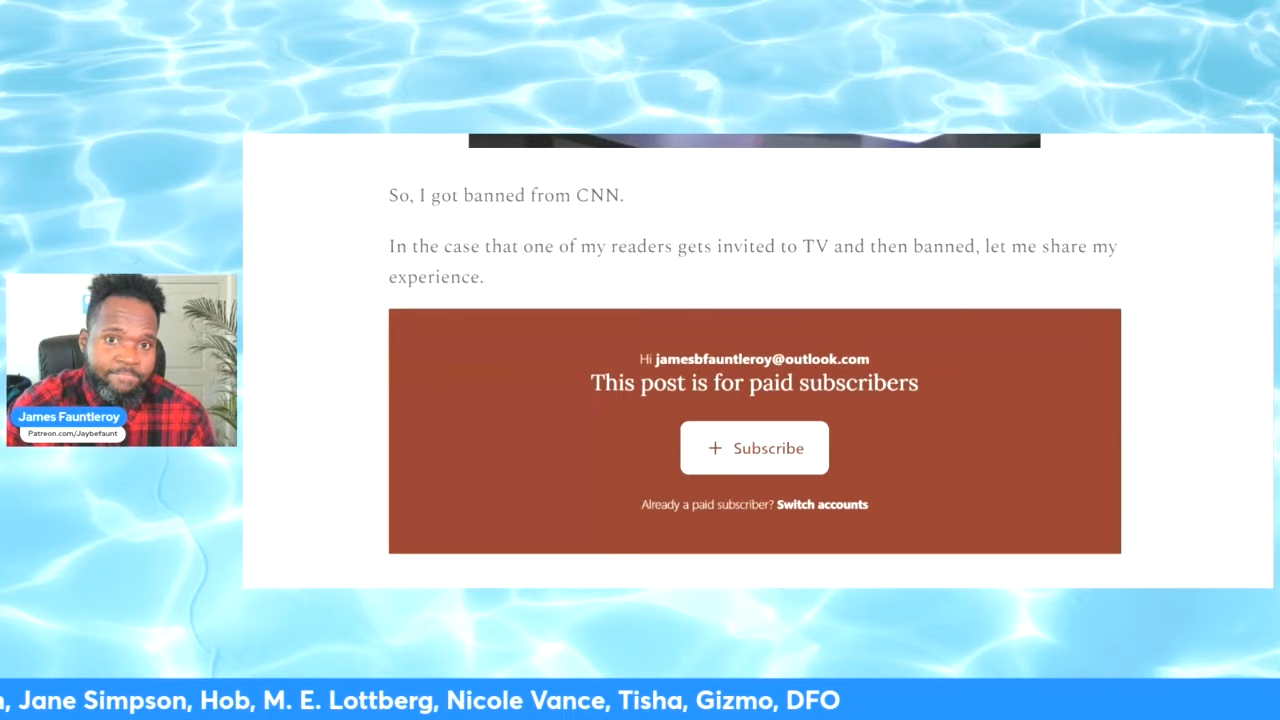 So, I got banned from CNN.
In the case that one of my readers gets invited to TV and then banned, let me share my
experience.
Hi jamesbfauntleroy@outlook.com
This post is for paid subscribers
+ Subscribe
Already a paid subscriber? Switch accounts
James Fauntleroy
Patreon.com/Jaybefaunt
, Jane Simpson, Hob, M. E. Lottberg, Nicole Vance, Tisha, Gizmo, DFO